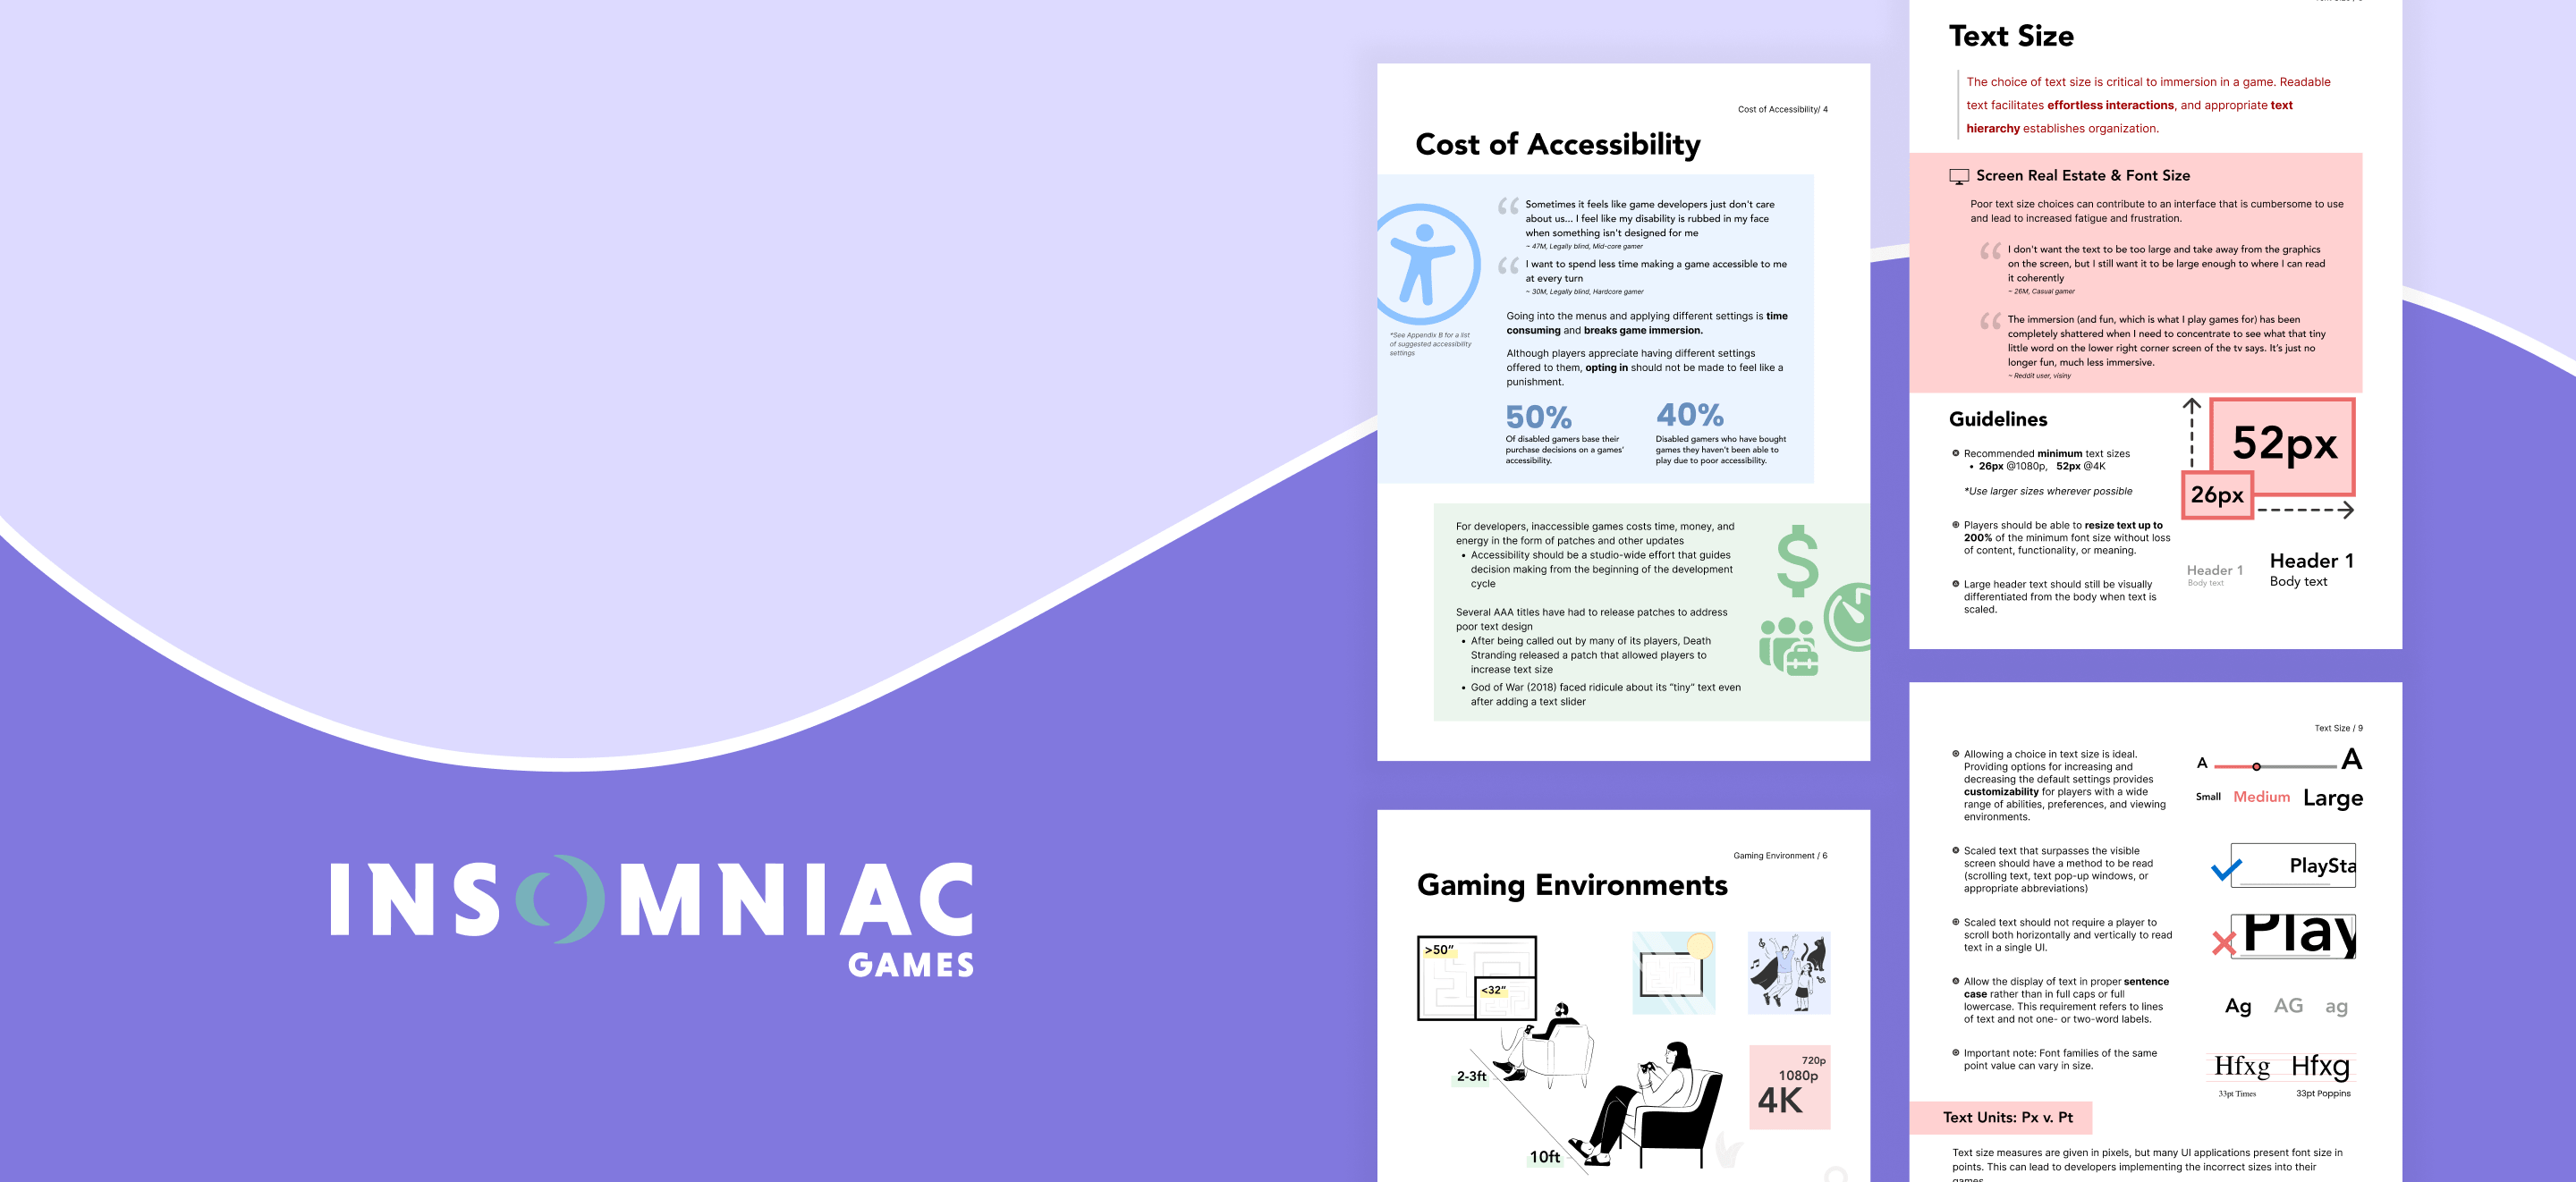 INSOMNIAC
GAMES
Cost of Accessibility/ 4
Cost of Accessibility
Sometimes it feels like game developers just don't care
about us... I feel like my disability is rubbed in my face
when something isn't designed for me
~ 47M, Legally blind, Mid-core gamer
I want to spend less time making a game accessible to me
at every turn
~ 30M, Legally blind, Hardcore gamer
*See Appendix B for a list
of suggested accessibility
settings
Going into the menus and applying different settings is time
consuming and breaks game immersion.
Although players appreciate having different settings
offered to them, opting in should not be made to feel like a
punishment.
50%
Of disabled gamers base their
purchase decisions on a games'
accessibility.
40%
Disabled gamers who have bought
games they haven't been able to
play due to poor accessibility.
For developers, inaccessible games costs time, money, and
energy in the form of patches and other updates
• Accessibility should be a studio-wide effort that guides
decision making from the beginning of the development
cycle
Several AAA titles have had to release patches to address
poor text design
• After being called out by many of its players, Death
Stranding released a patch that allowed players to
increase text size
• God of War (2018) faced ridicule about its "tiny" text even
after adding a text slider
Gaming Environment / 6
Gaming Environments
>50"
<32"
2-3ft
10ft
720p
1080p
4K
Text Size
The choice of text size is critical to immersion in a game. Readable
text facilitates effortless interactions, and appropriate text
hierarchy establishes organization.
Screen Real Estate & Font Size
Poor text size choices can contribute to an interface that is cumbersome to use
and lead to increased fatigue and frustration.
I don't want the text to be too large and take away from the graphics
on the screen, but I still want it to be large enough to where I can read
it coherently
~ 26M, Casual gamer
The immersion (and fun, which is what I play games for) has been
completely shattered when I need to concentrate to see what that tiny
little word on the lower right corner screen of the tv says. It's just no
longer fun, much less immersive.
~ Reddit user, visiny
Guidelines
Recommended minimum text sizes
• 26px @1080p, 52px @4K
*Use larger sizes wherever possible
Players should be able to resize text up to
200% of the minimum font size without loss
of content, functionality, or meaning.
Large header text should still be visually
differentiated from the body when text is
scaled.
52px
26px
Header 1
Body text
Header 1
Body text
Text Size / 9
Allowing a choice in text size is ideal.
Providing options for increasing and
decreasing the default settings provides
customizability for players with a wide
range of abilities, preferences, and viewing
environments.
A A
Small Medium Large
Scaled text that surpasses the visible
screen should have a method to be read
(scrolling text, text pop-up windows, or
appropriate abbreviations)
PlaySta
Scaled text should not require a player to
scroll both horizontally and vertically to read
text in a single UI.
Play
Allow the display of text in proper sentence
case rather than in full caps or full
lowercase. This requirement refers to lines
of text and not one- or two-word labels.
Ag AG ag
Important note: Font families of the same
point value can vary in size.
Hfxg Hfxg
33pt Times 33pt Poppins
Text Units: Px v. Pt
Text size measures are given in pixels, but many UI applications present font size in
points. This can lead to developers implementing the incorrect sizes into their
games